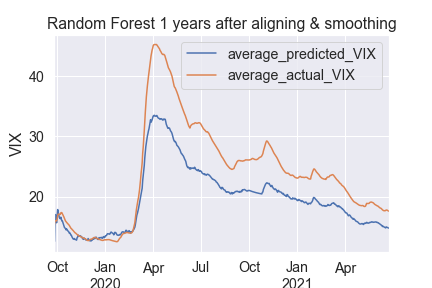 Random Forest 1 years after aligning & smoothing
average_predicted_VIX
average_actual_VIX
VIX
40
30
20
Oct Jan Apr Jul Oct Jan Apr
2020 2021